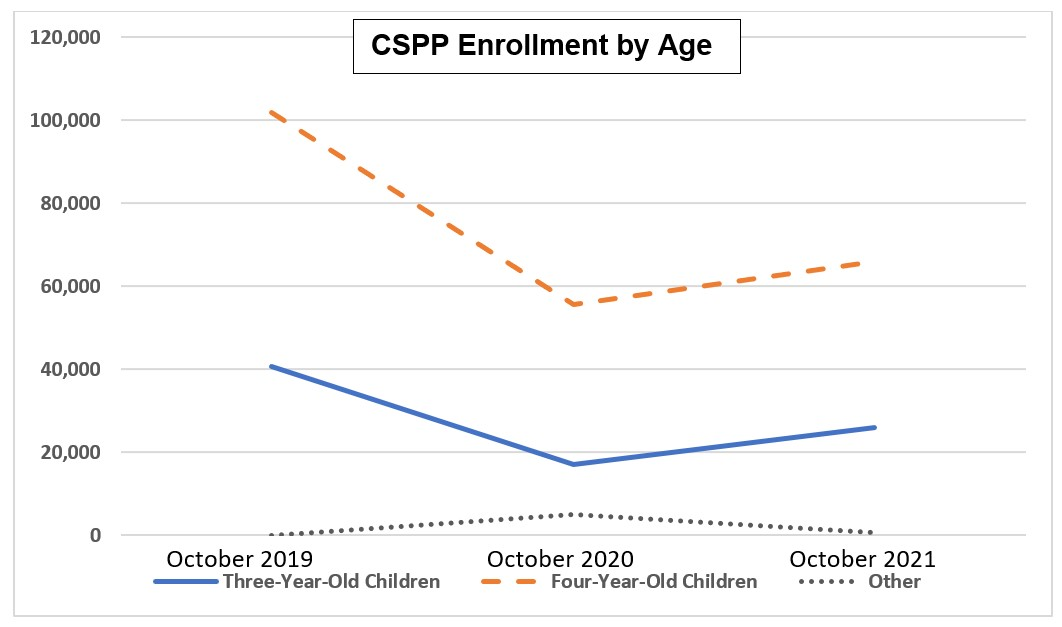 CSPP Enrollment by Age
120,000
100,000
80,000
60,000
40,000
20,000
0
October 2019 October 2020 October 2021
Three-Year-Old Children Four-Year-Old Children Other